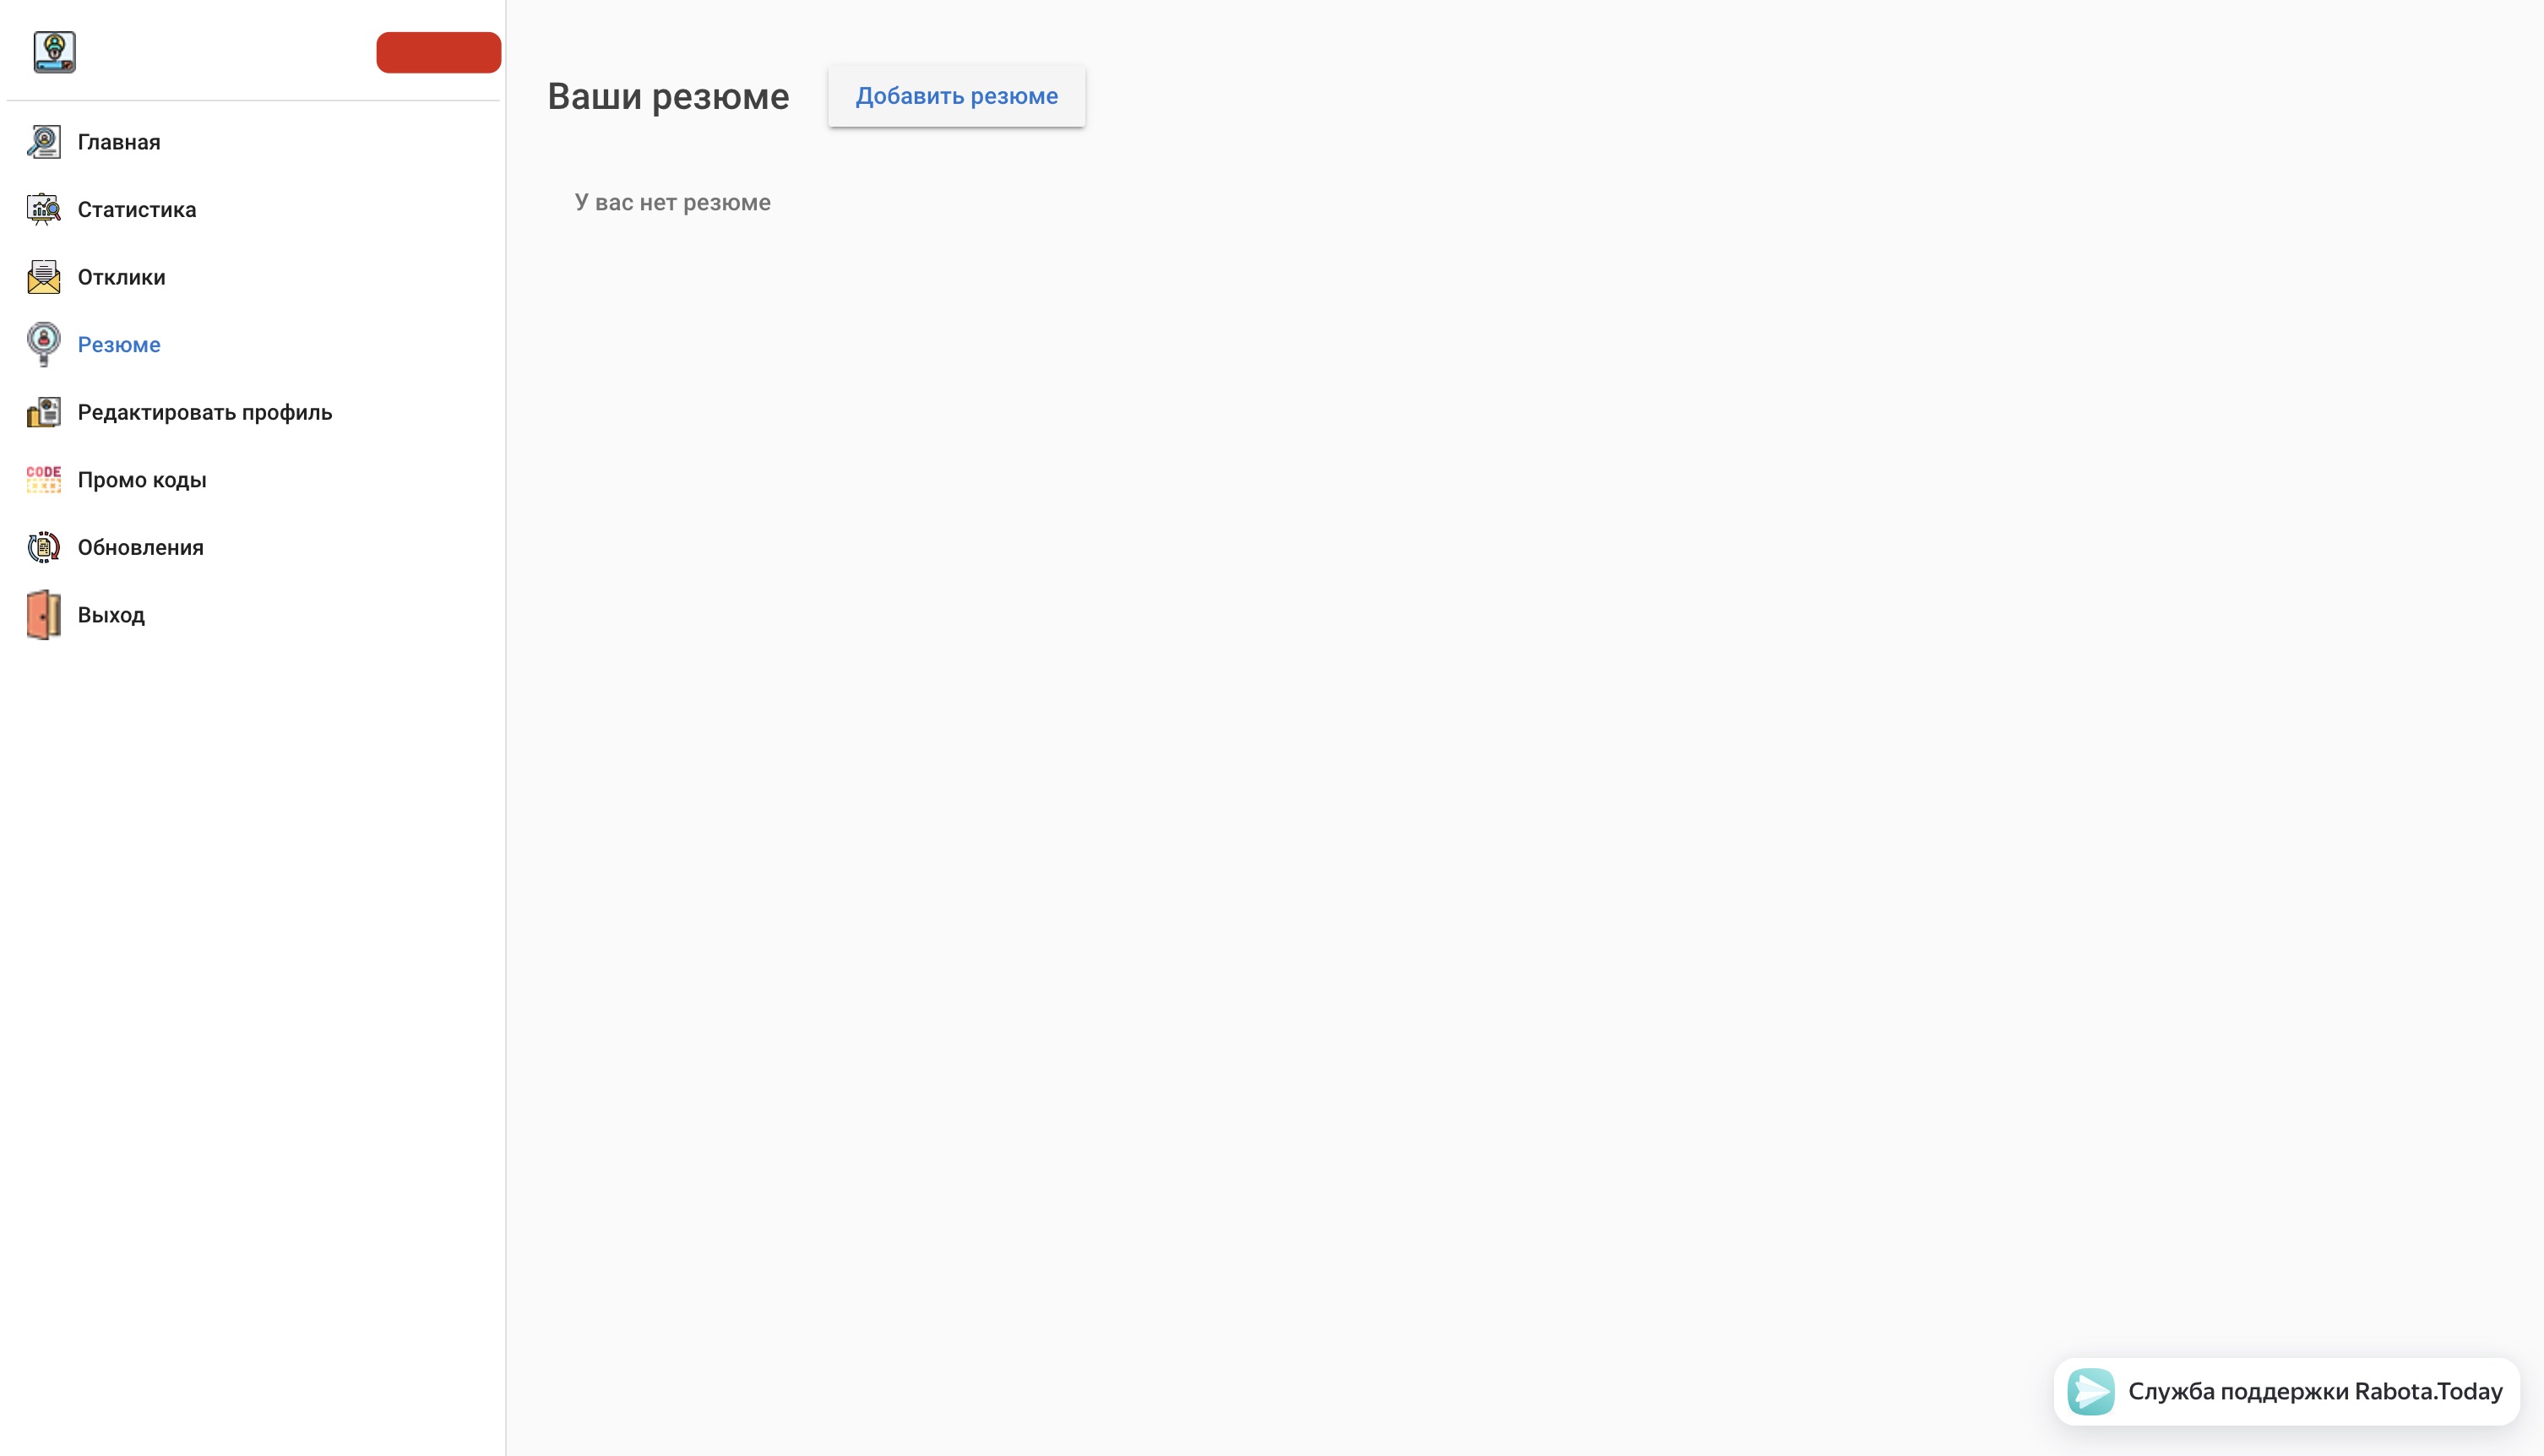 Главная
Статистика
Отклики
Резюме
Редактировать профиль
CODE
Промо коды
Обновления
Выход
Ваши резюме
Добавить резюме
У вас нет резюме
Служба поддержки Rabota.Today